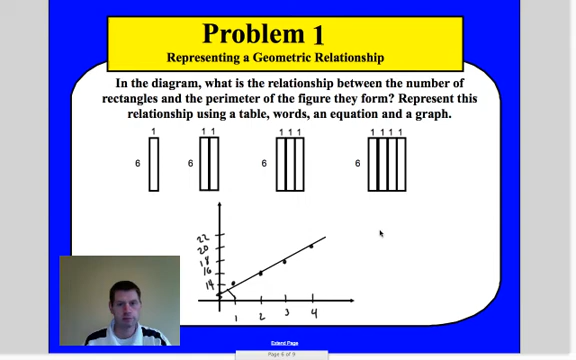 Problem 1
Representing a Geometric Relationship
In the diagram, what is the relationship between the number of
rectangles and the perimeter of the figure they form? Represent this
relationship using a table, words, an equation and a graph.
1 1 1 1 1 1 1 1 1 1
6 6 6 6
22
20
18
16
14
1 2 3 4
Extend Page
Page 6 of 9